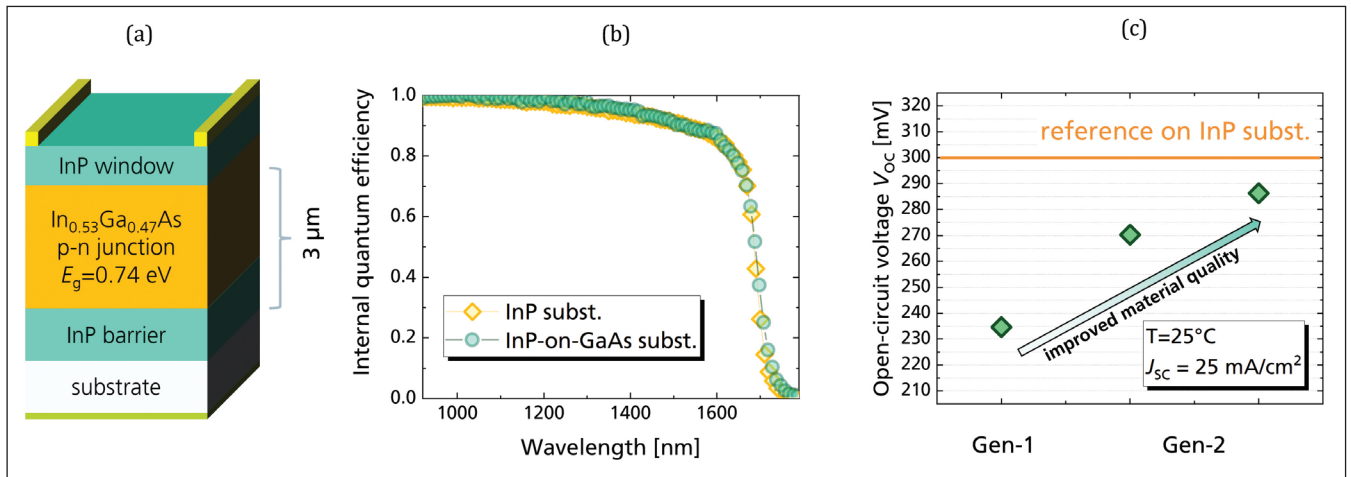 (a)
InP window
In₀.₅₃Ga₀.₄₇As
p-n junction
E_g=0.74 eV
3 µm
InP barrier
substrate
(b)
Internal quantum efficiency
1.0
0.8
0.6
0.4
0.2
0.0
InP subst.
InP-on-GaAs subst.
1000
1200
1400
1600
Wavelength [nm]
(c)
Open-circuit voltage V_OC [mV]
320
310
300
290
280
270
260
250
240
230
220
210
reference on InP subst.
improved material quality
T=25°C
J_SC = 25 mA/cm²
Gen-1
Gen-2